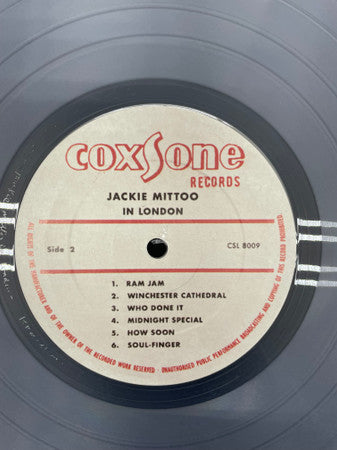 coxsone
RECORDS
JACKIE MITTOO
IN LONDON
Side 2
CSL 8009
1. RAM JAM
2. WINCHESTER CATHEDRAL
3. WHO DONE IT
4. MIDNIGHT SPECIAL
5. HOW SOON
6. SOUL-FINGER
ALL RIGHTS OF THE MANUFACTURER AND OF THE OWNER OF THE RECORDED WORK RESERVED · UNAUTHORISED PUBLIC PERFORMANCE, BROADCASTING AND COPYING OF THIS RECORD PROHIBITED